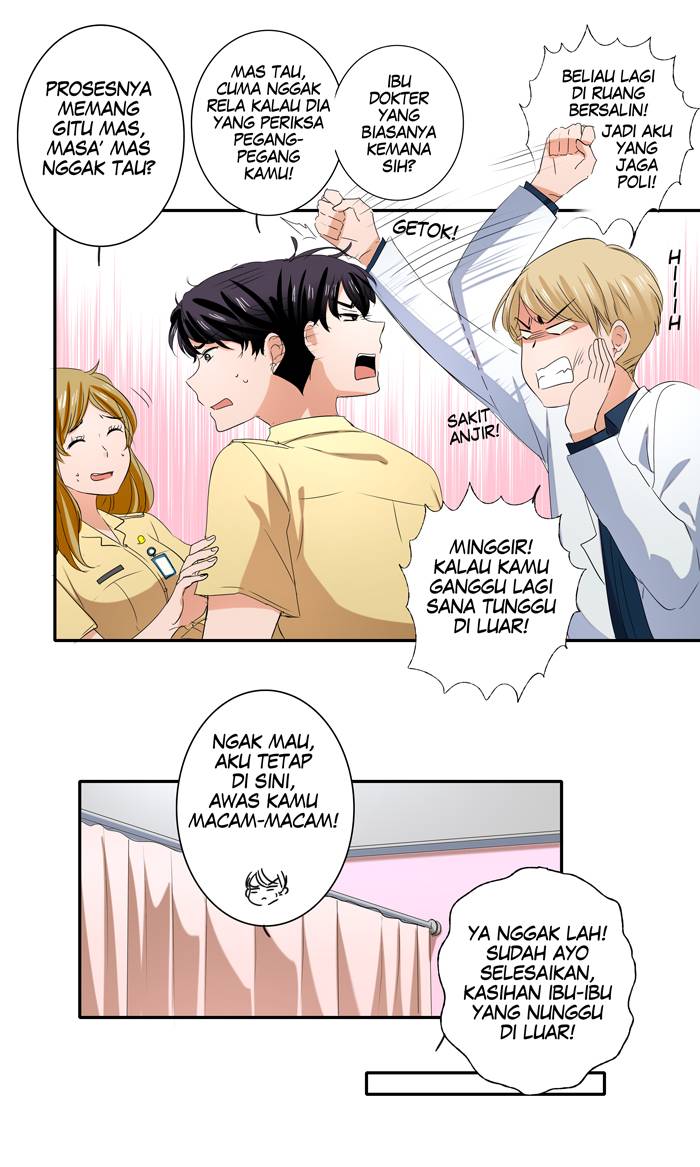 PROSESNYA
MEMANG
GITU MAS,
MASA' MAS
NGGAK TAU?
MAS TAU,
CUMA NGGAK
RELA KALAU DIA
YANG PERIKSA
PEGANG-
PEGANG
KAMU!
IBU
DOKTER
YANG
BIASANYA
KEMANA
SIH?
BELIAU LAGI
DI RUANG
BERSALIN!
JADI AKU
YANG
JAGA
POLI!
GETOK!
HIIIH
SAKIT
ANJIR!
MINGGIR!
KALAU KAMU
GANGGU LAGI
SANA TUNGGU
DI LUAR!
NGAK MAU,
AKU TETAP
DI SINI,
AWAS KAMU
MACAM-MACAM!
YA NGGAK LAH!
SUDAH AYO
SELESAIKAN,
KASIHAN IBU-IBU
YANG NUNGGU
DI LUAR!